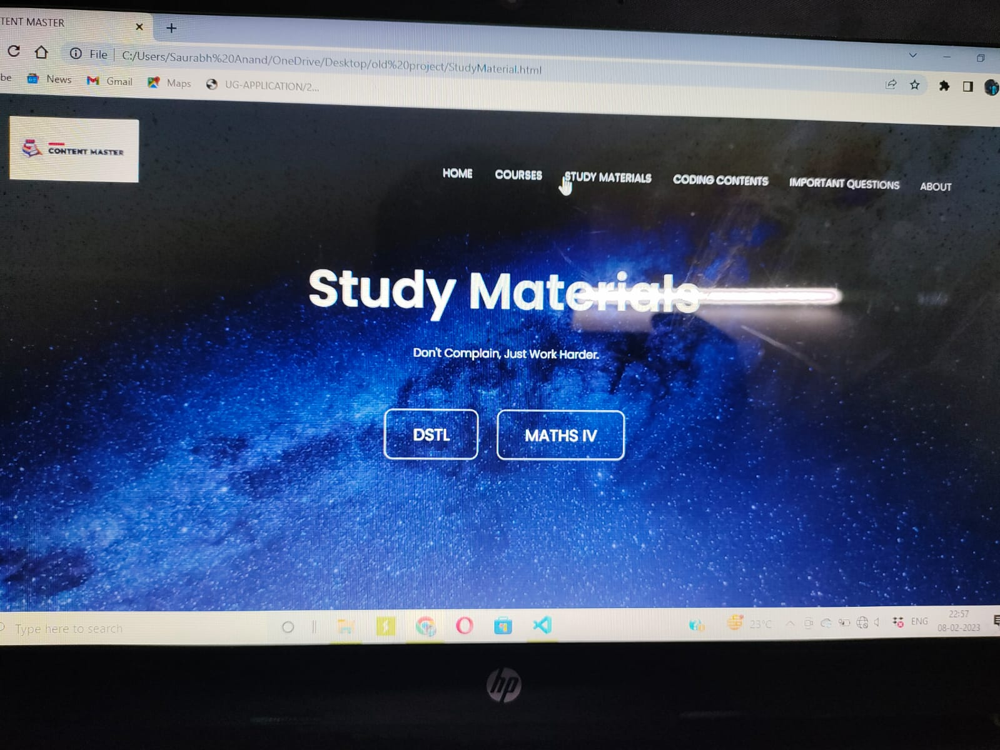 TENT MASTER
File C:/Users/Saurabh%20Anand/OneDrive/Desktop/old%20project/StudyMaterial.html
be News Gmail Maps UG-APPLICATION/2...
CONTENT MASTER
HOME COURSES STUDY MATERIALS CODING CONTENTS IMPORTANT QUESTIONS ABOUT
Study Materials
Don't Complain, Just Work Harder.
DSTL MATHS IV
Type here to search
23°C ENG 22:57
08-02-2023
hp